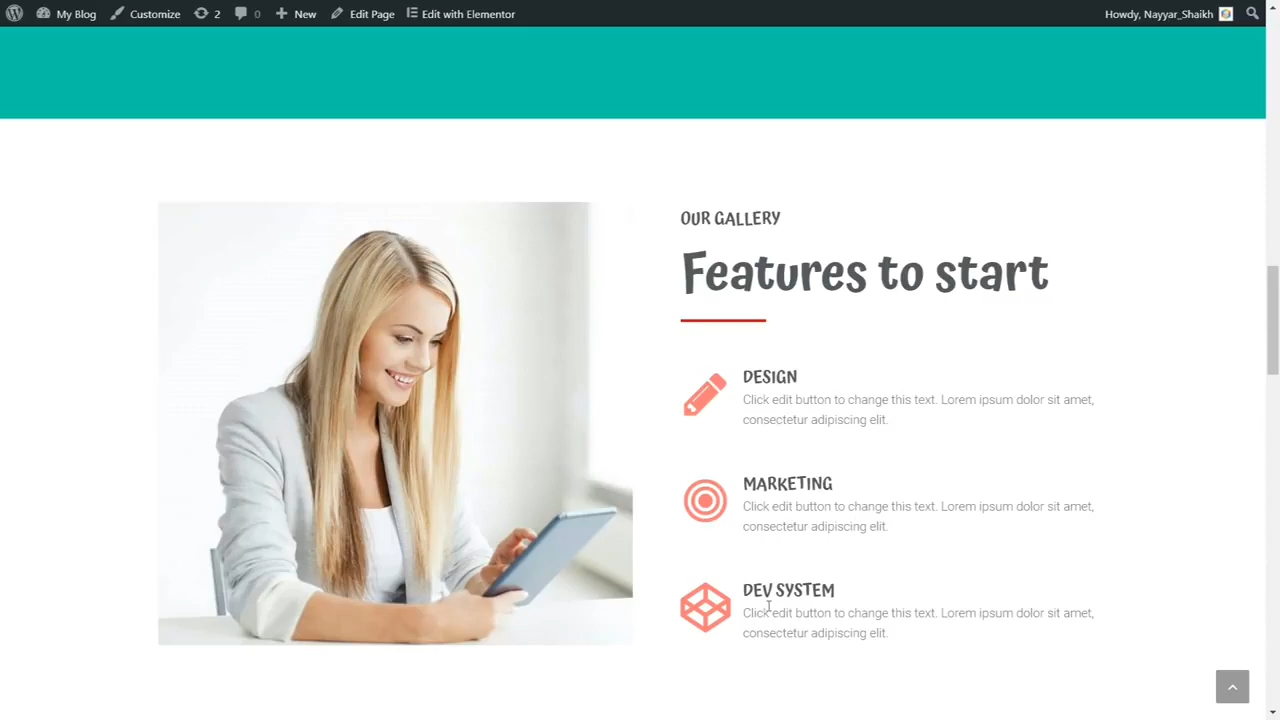 My Blog Customize 2 0 New Edit Page Edit with Elementor Howdy, Nayyar_Shaikh
OUR GALLERY
Features to start
DESIGN
Click edit button to change this text. Lorem ipsum dolor sit amet,
consectetur adipiscing elit.
MARKETING
Click edit button to change this text. Lorem ipsum dolor sit amet,
consectetur adipiscing elit.
DEV SYSTEM
Click edit button to change this text. Lorem ipsum dolor sit amet,
consectetur adipiscing elit.